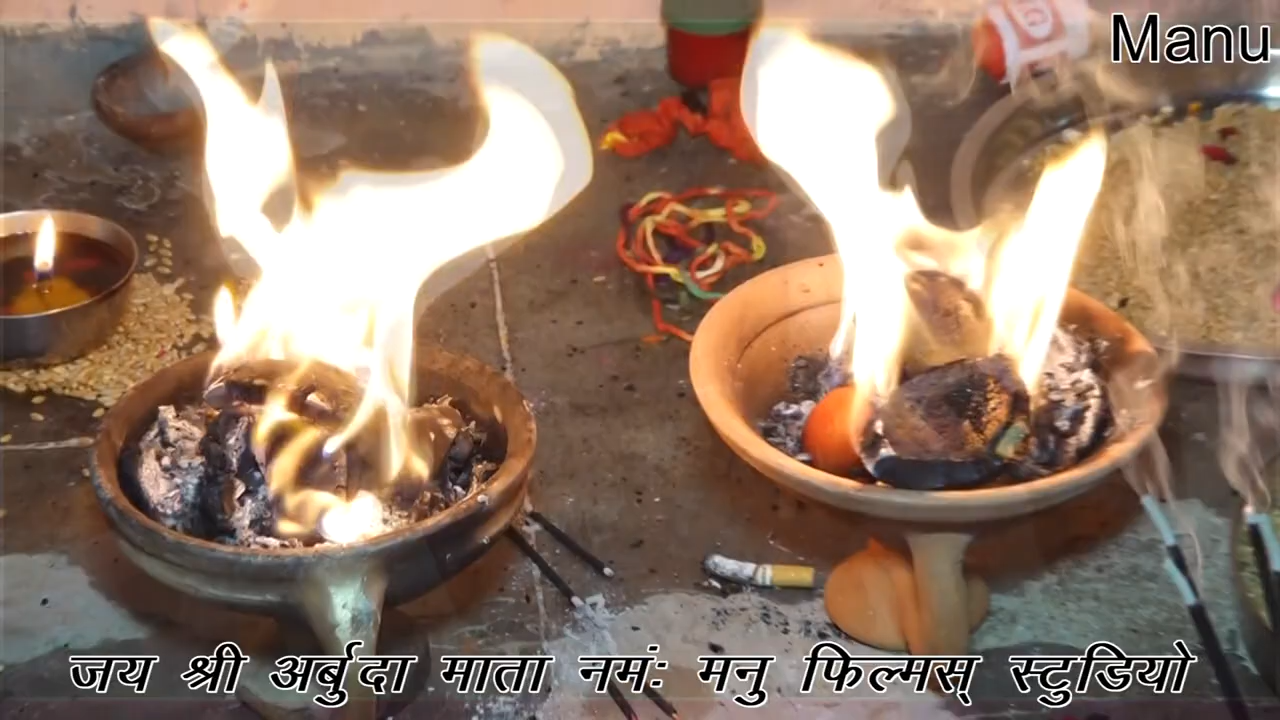 Manu
जय श्री अर्बुदा माता नमं: मनु फिल्मस् स्टुडियो